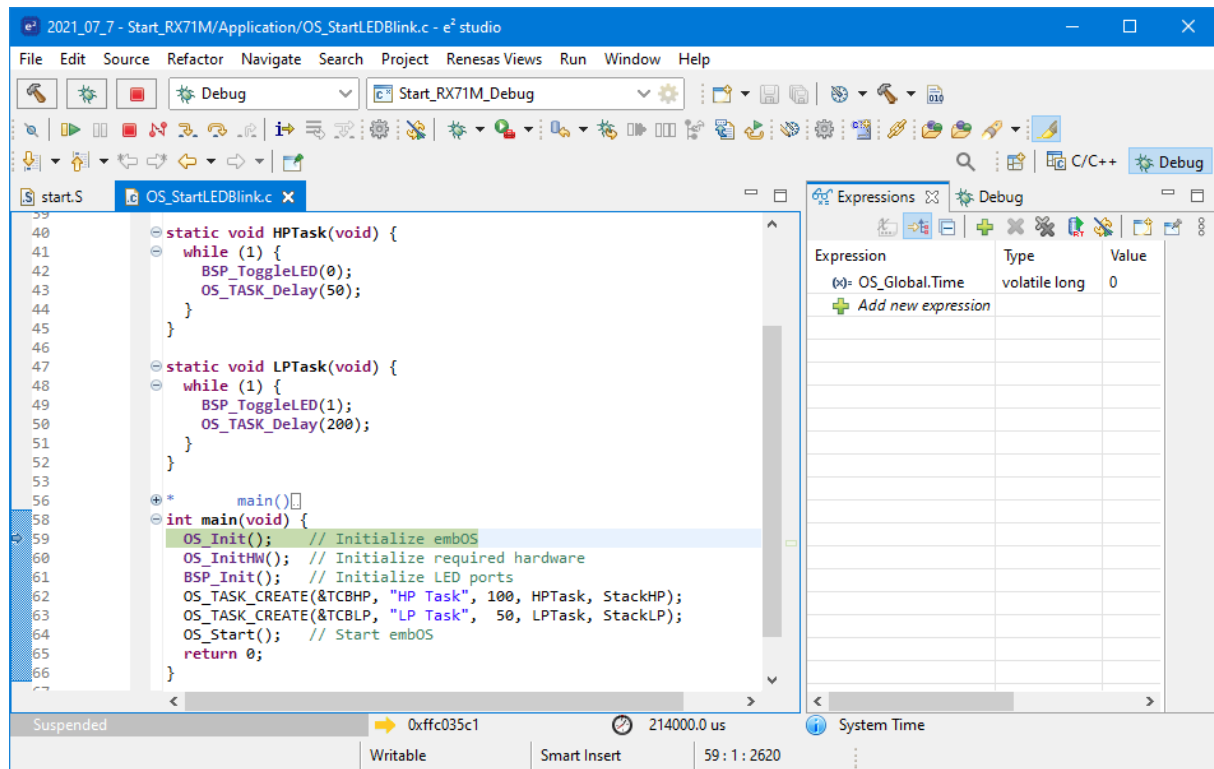 2021_07_7 - Start_RX71M/Application/OS_StartLEDBlink.c - e² studio
File Edit Source Refactor Navigate Search Project Renesas Views Run Window Help
Debug
Start_RX71M_Debug
C/C++
Debug
start.S
OS_StartLEDBlink.c
39
40 static void HPTask(void) {
41 while (1) {
42 BSP_ToggleLED(0);
43 OS_TASK_Delay(50);
44 }
45 }
46
47 static void LPTask(void) {
48 while (1) {
49 BSP_ToggleLED(1);
50 OS_TASK_Delay(200);
51 }
52 }
53
56 * main()
58 int main(void) {
59 OS_Init(); // Initialize embOS
60 OS_InitHW(); // Initialize required hardware
61 BSP_Init(); // Initialize LED ports
62 OS_TASK_CREATE(&TCBHP, "HP Task", 100, HPTask, StackHP);
63 OS_TASK_CREATE(&TCBLP, "LP Task", 50, LPTask, StackLP);
64 OS_Start(); // Start embOS
65 return 0;
66 }
67
Expressions
Debug
Expression Type Value
(x)= OS_Global.Time volatile long 0
Add new expression
Suspended
0xffc035c1
214000.0 us
System Time
Writable
Smart Insert
59 : 1 : 2620